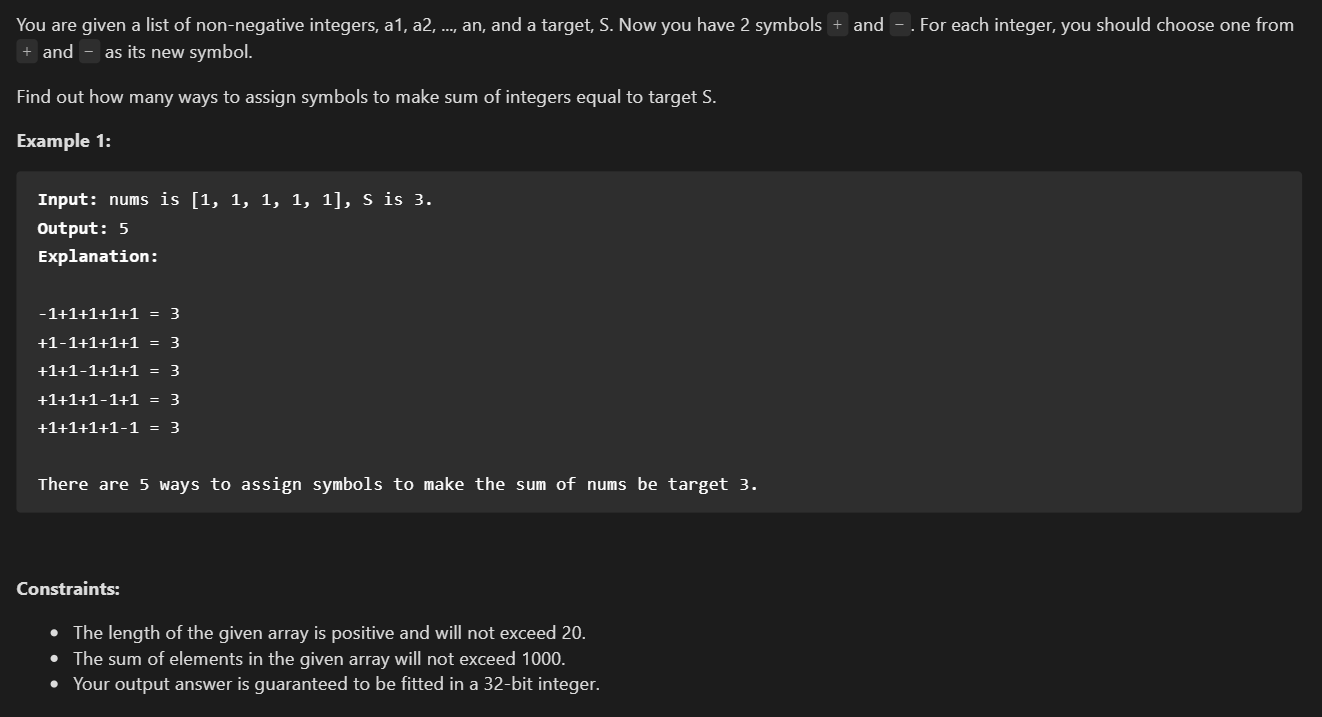 You are given a list of non-negative integers, a1, a2, ..., an, and a target, S. Now you have 2 symbols + and -. For each integer, you should choose one from
+ and - as its new symbol.
Find out how many ways to assign symbols to make sum of integers equal to target S.
Example 1:
Input: nums is [1, 1, 1, 1, 1], S is 3.
Output: 5
Explanation:
-1+1+1+1+1 = 3
+1-1+1+1+1 = 3
+1+1-1+1+1 = 3
+1+1+1-1+1 = 3
+1+1+1+1-1 = 3
There are 5 ways to assign symbols to make the sum of nums be target 3.
Constraints:
• The length of the given array is positive and will not exceed 20.
• The sum of elements in the given array will not exceed 1000.
• Your output answer is guaranteed to be fitted in a 32-bit integer.